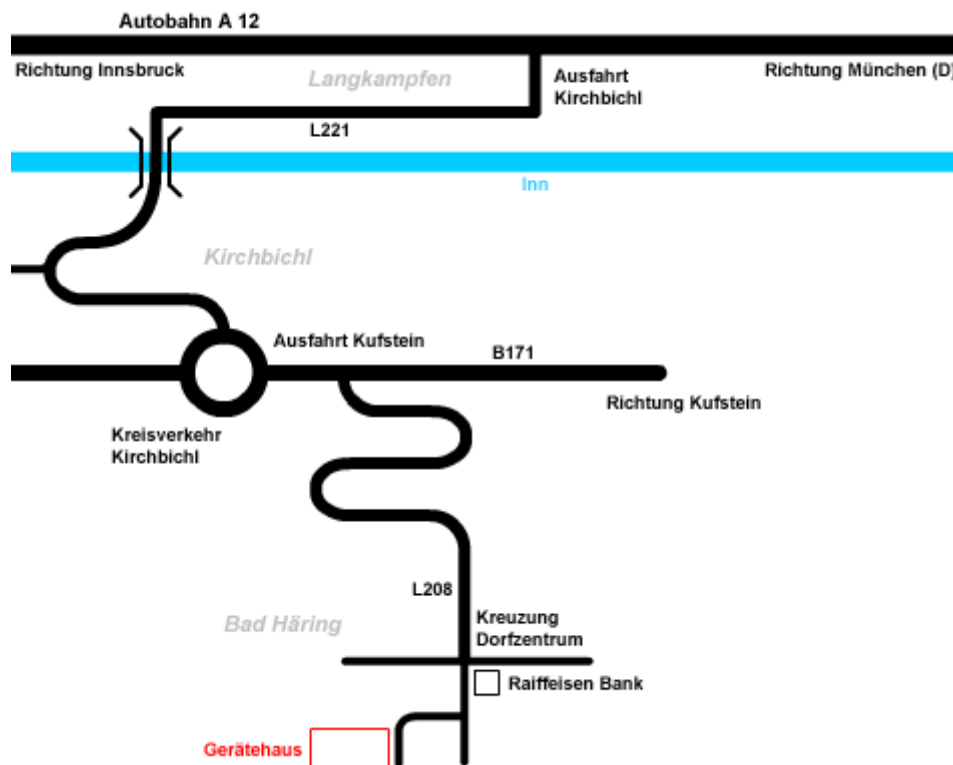 Autobahn A 12
Richtung Innsbruck
Langkampfen
Ausfahrt
Kirchbichl
Richtung München (D)
L221
Inn
Kirchbichl
Ausfahrt Kufstein
B171
Richtung Kufstein
Kreisverkehr
Kirchbichl
L208
Bad Häring
Kreuzung
Dorfzentrum
Raiffeisen Bank
Gerätehaus